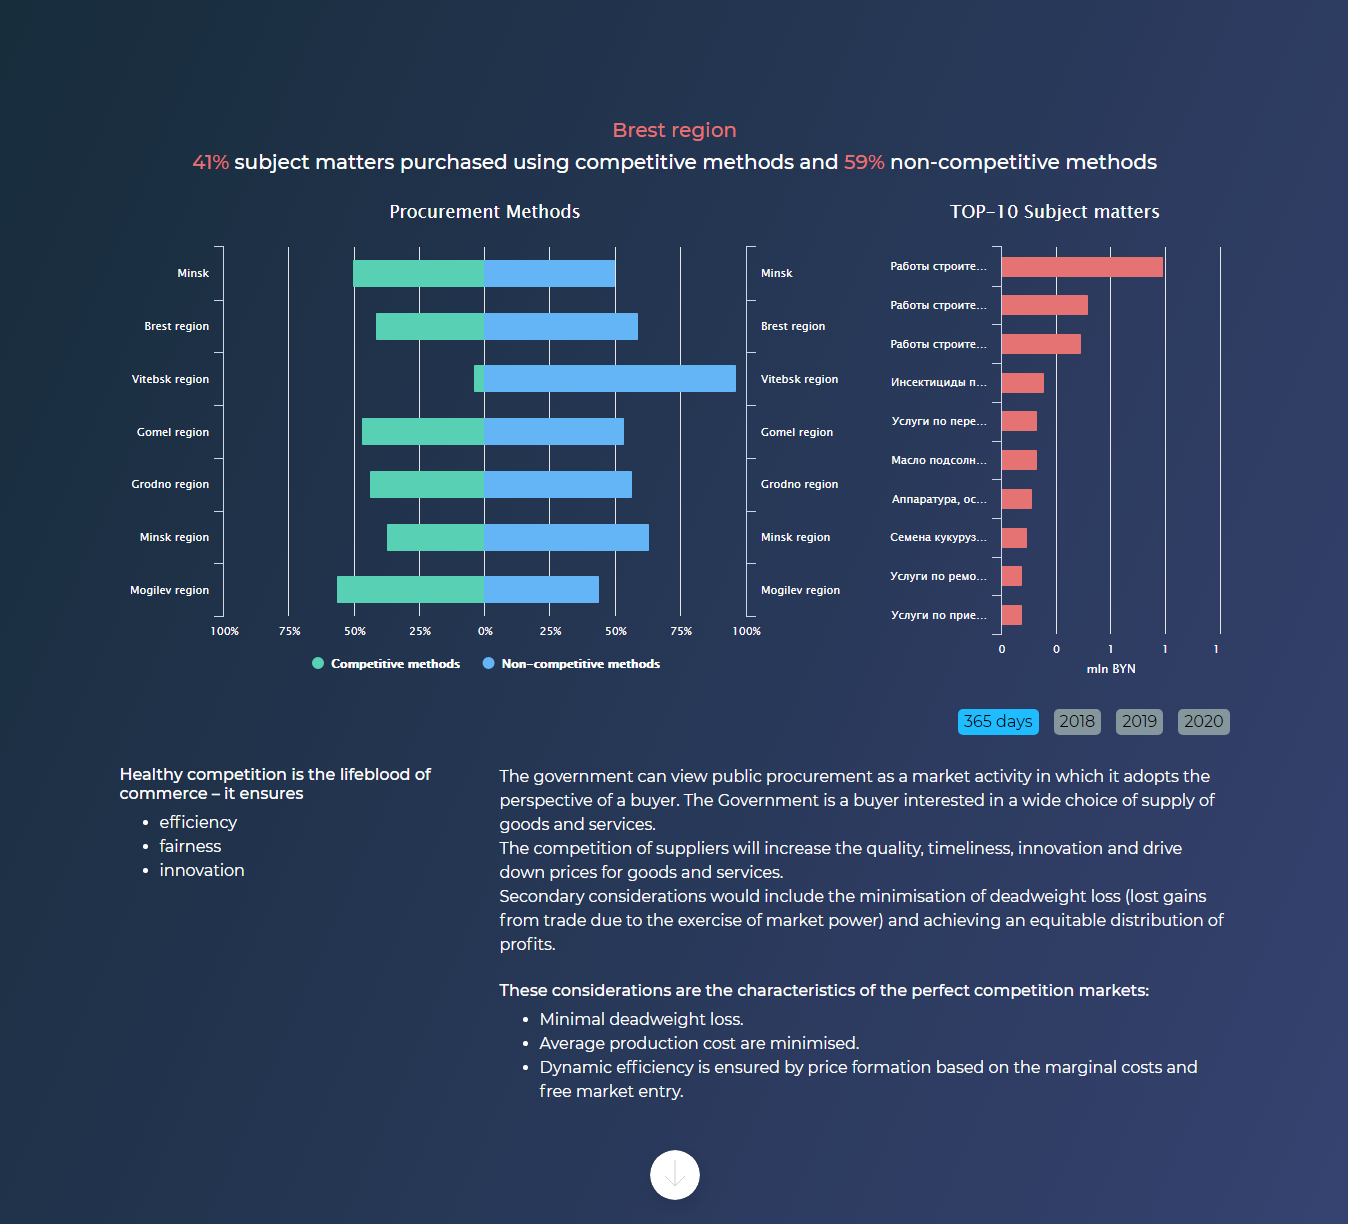 Brest region
41% subject matters purchased using competitive methods and 59% non-competitive methods
Procurement Methods
Minsk
Brest region
Vitebsk region
Gomel region
Grodno region
Minsk region
Mogilev region
100% 75% 50% 25% 0% 25% 50% 75% 100%
Minsk
Brest region
Vitebsk region
Gomel region
Grodno region
Minsk region
Mogilev region
Competitive methods Non-competitive methods
TOP-10 Subject matters
Работы строите...
Работы строите...
Работы строите...
Инсектициды п...
Услуги по пере...
Масло подсолн...
Аппаратура, ос...
Семена кукуруз...
Услуги по ремо...
Услуги по прие...
0 0 1 1 1
mln BYN
365 days 2018 2019 2020
Healthy competition is the lifeblood of
commerce – it ensures
• efficiency
• fairness
• innovation
The government can view public procurement as a market activity in which it adopts the
perspective of a buyer. The Government is a buyer interested in a wide choice of supply of
goods and services.
The competition of suppliers will increase the quality, timeliness, innovation and drive
down prices for goods and services.
Secondary considerations would include the minimisation of deadweight loss (lost gains
from trade due to the exercise of market power) and achieving an equitable distribution of
profits.
These considerations are the characteristics of the perfect competition markets:
• Minimal deadweight loss.
• Average production cost are minimised.
• Dynamic efficiency is ensured by price formation based on the marginal costs and
free market entry.